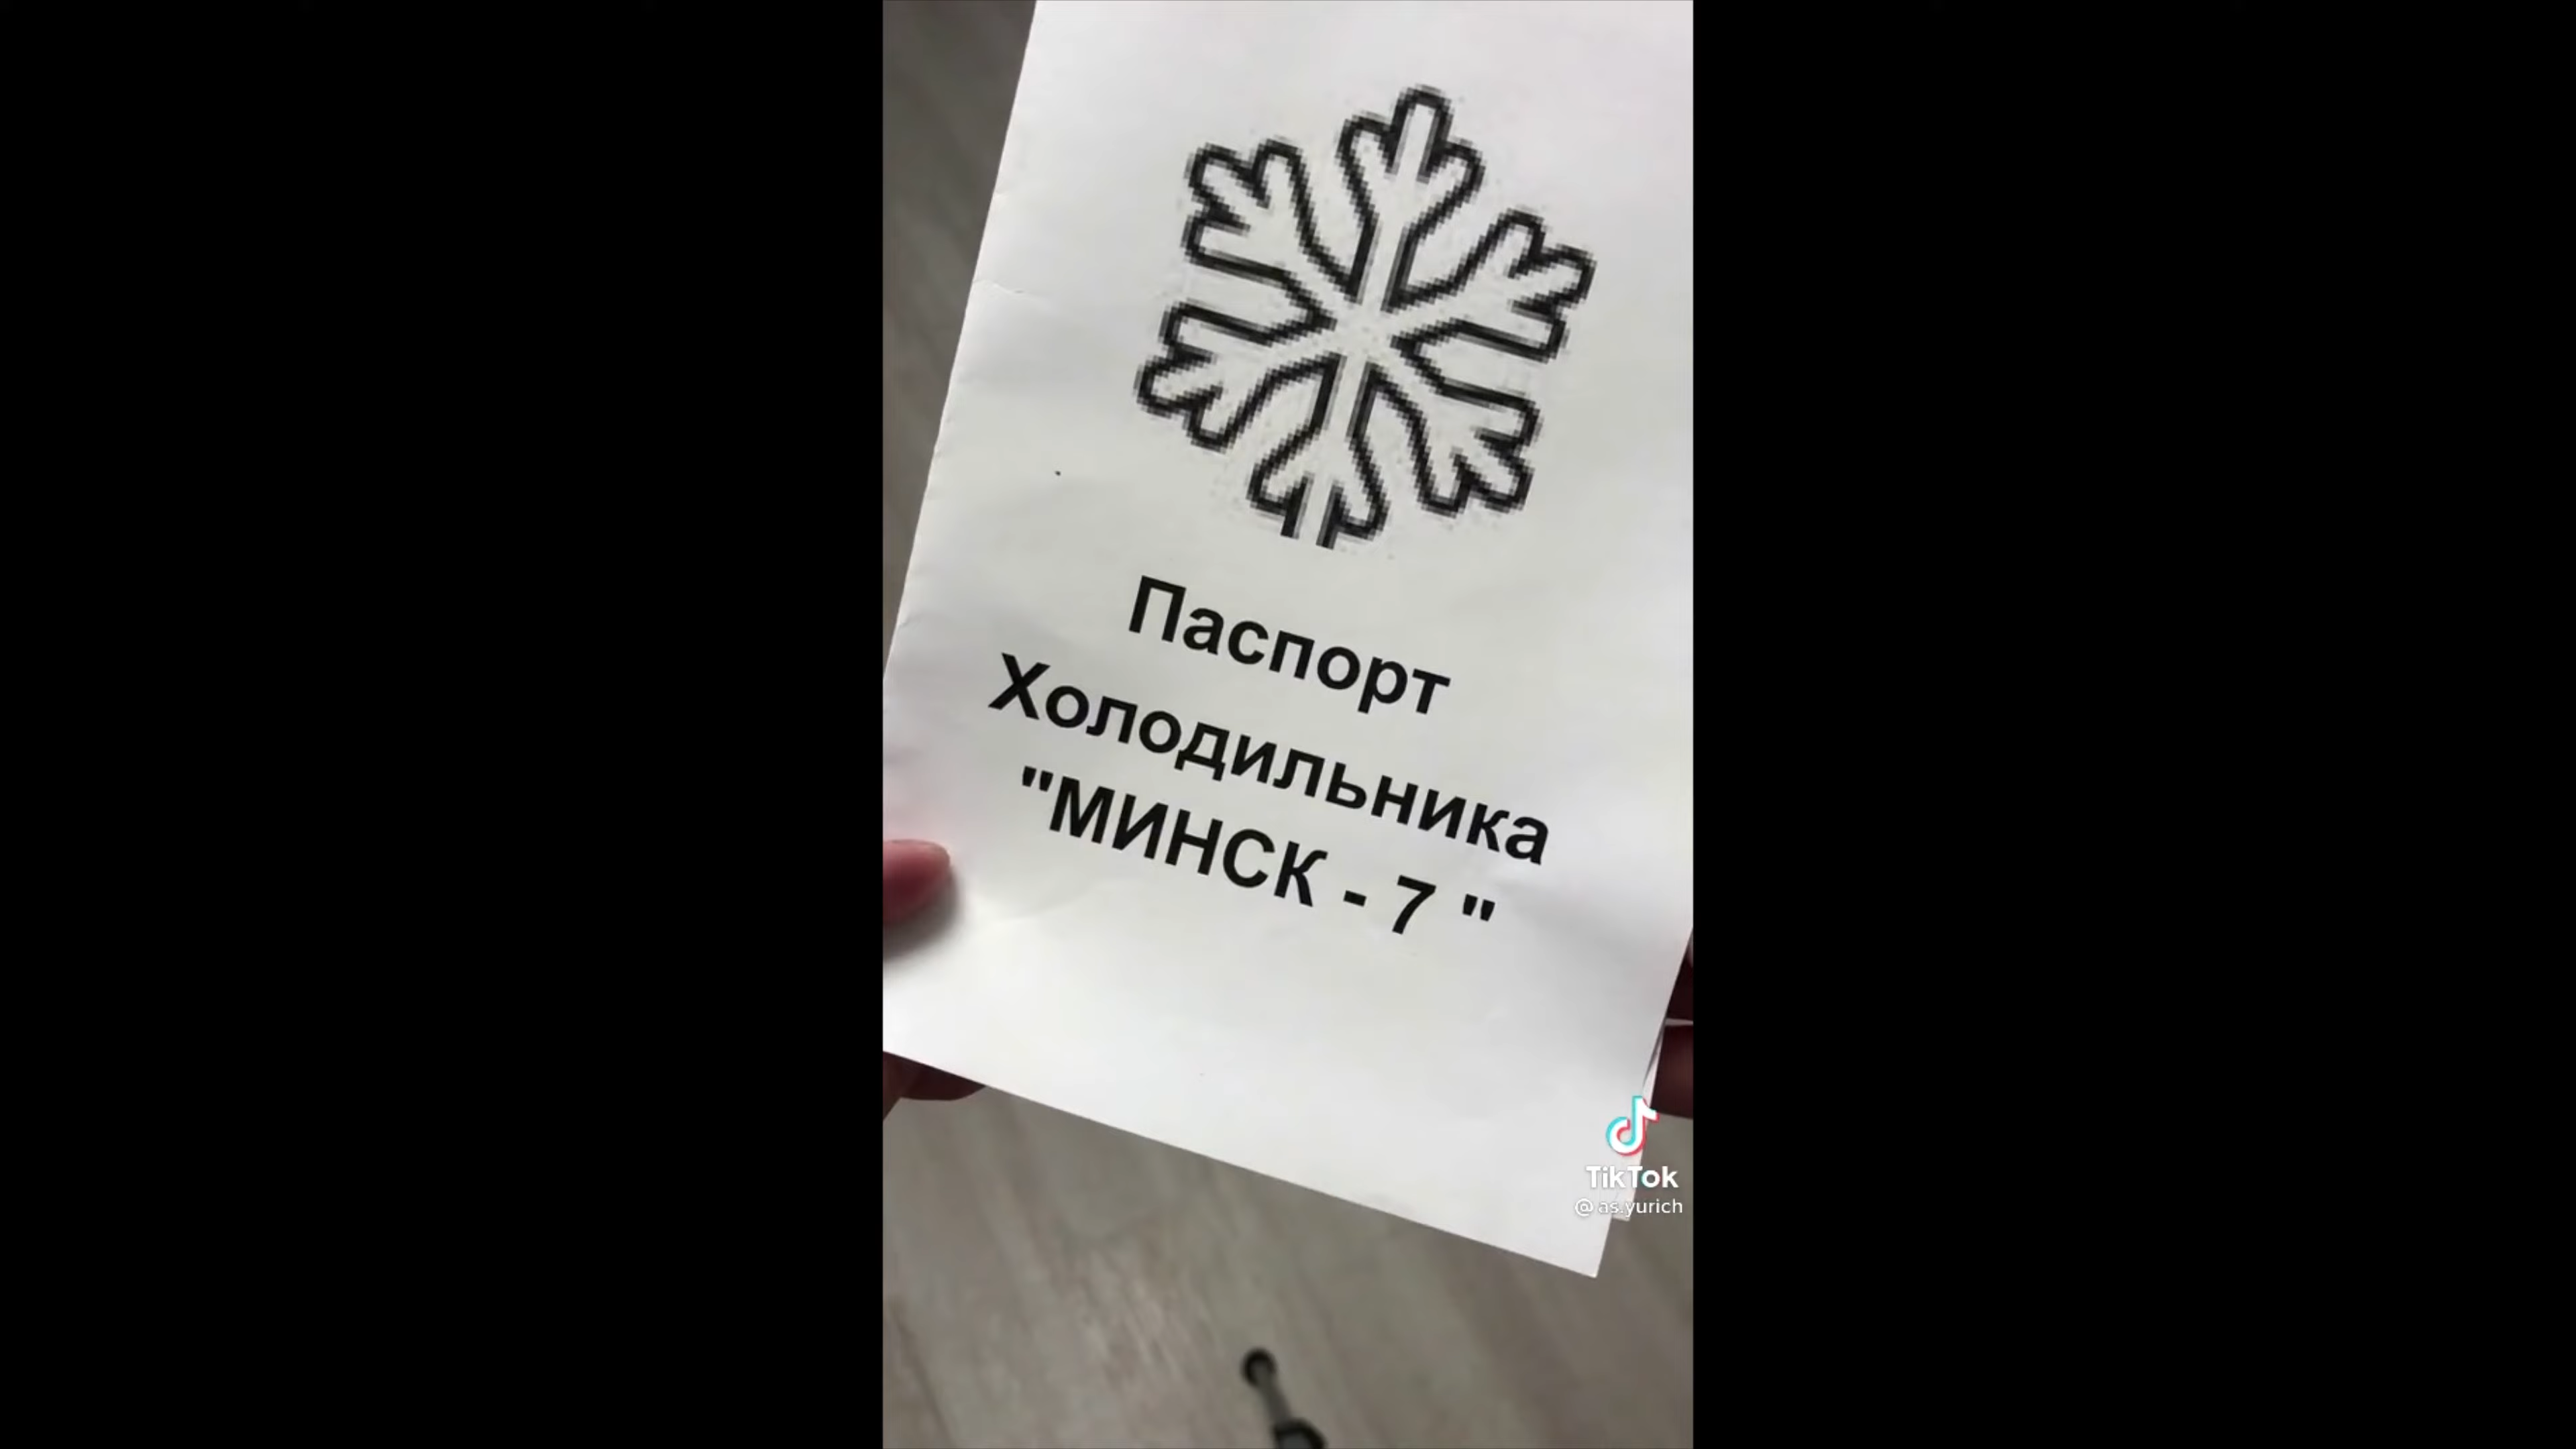 Паспорт
Холодильника
"МИНСК - 7 "
TikTok
@ as.yurich